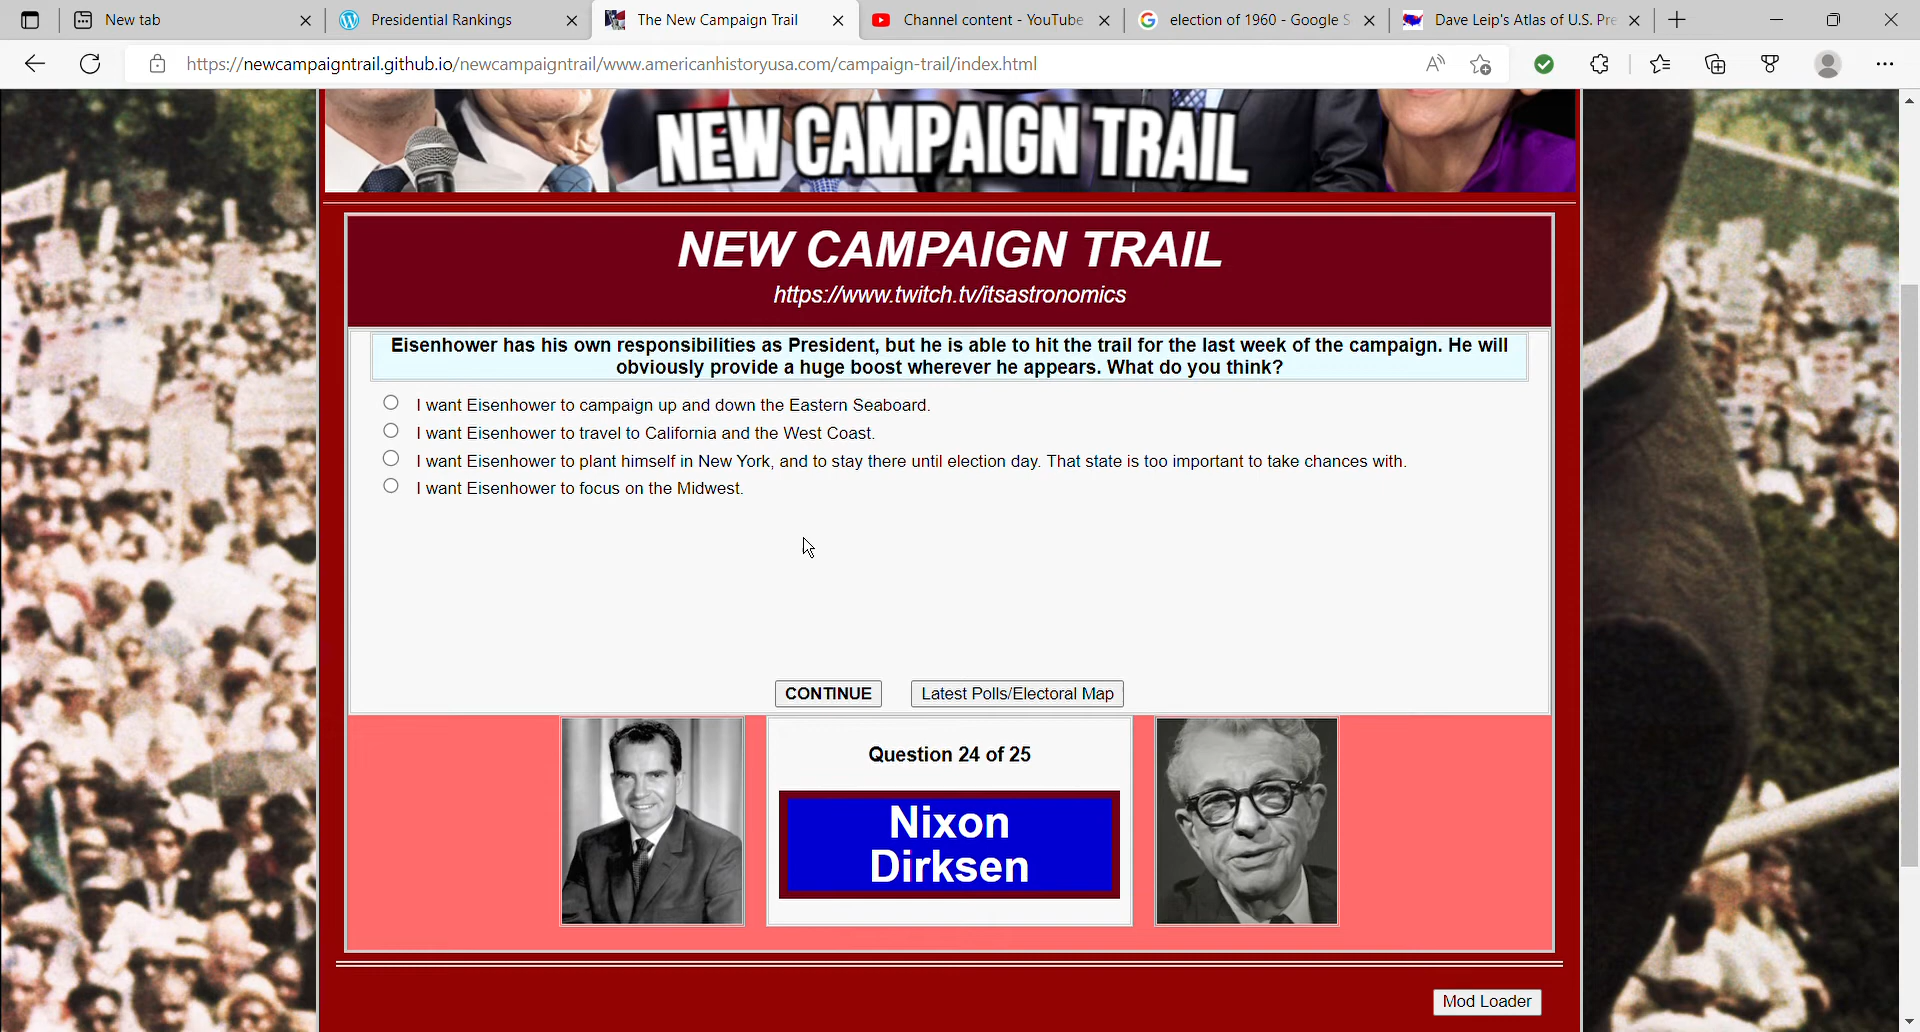 New tab
Presidential Rankings
The New Campaign Trail
Channel content - YouTube
election of 1960 - Google S
Dave Leip's Atlas of U.S. Pre
https://newcampaigntrail.github.io/newcampaigntrail/www.americanhistoryusa.com/campaign-trail/index.html
NEW CAMPAIGN TRAIL
NEW CAMPAIGN TRAIL
https://www.twitch.tv/itsastronomics
Eisenhower has his own responsibilities as President, but he is able to hit the trail for the last week of the campaign. He will
obviously provide a huge boost wherever he appears. What do you think?
I want Eisenhower to campaign up and down the Eastern Seaboard.
I want Eisenhower to travel to California and the West Coast.
I want Eisenhower to plant himself in New York, and to stay there until election day. That state is too important to take chances with.
I want Eisenhower to focus on the Midwest.
CONTINUE
Latest Polls/Electoral Map
Question 24 of 25
Nixon
Dirksen
Mod Loader